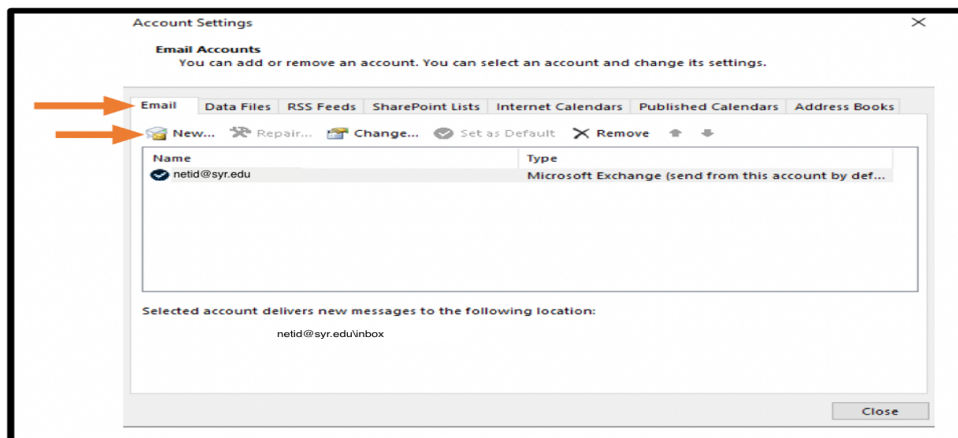 Account Settings
Email Accounts
You can add or remove an account. You can select an account and change its settings.
Email Data Files RSS Feeds SharePoint Lists Internet Calendars Published Calendars Address Books
New... Repair... Change... Set as Default Remove
Name Type
netid@syr.edu Microsoft Exchange (send from this account by def...
Selected account delivers new messages to the following location:
netid@syr.edu\inbox
Close